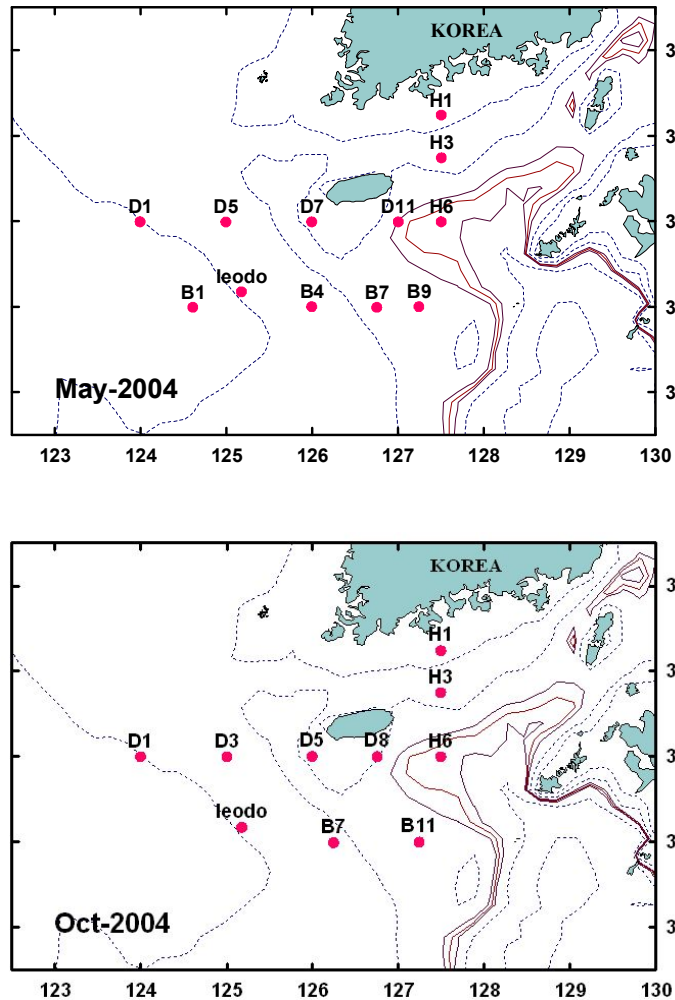 KOREA
3
H1
3
H3
D1 D5 D7 D11 H6
3
Ieodo
B1 B4 B7 B9
3
May-2004
3
123 124 125 126 127 128 129 130
KOREA
3
H1
3
H3
D1 D3 D5 D8 H6
3
Ieodo
B7 B11
3
Oct-2004
3
123 124 125 126 127 128 129 130